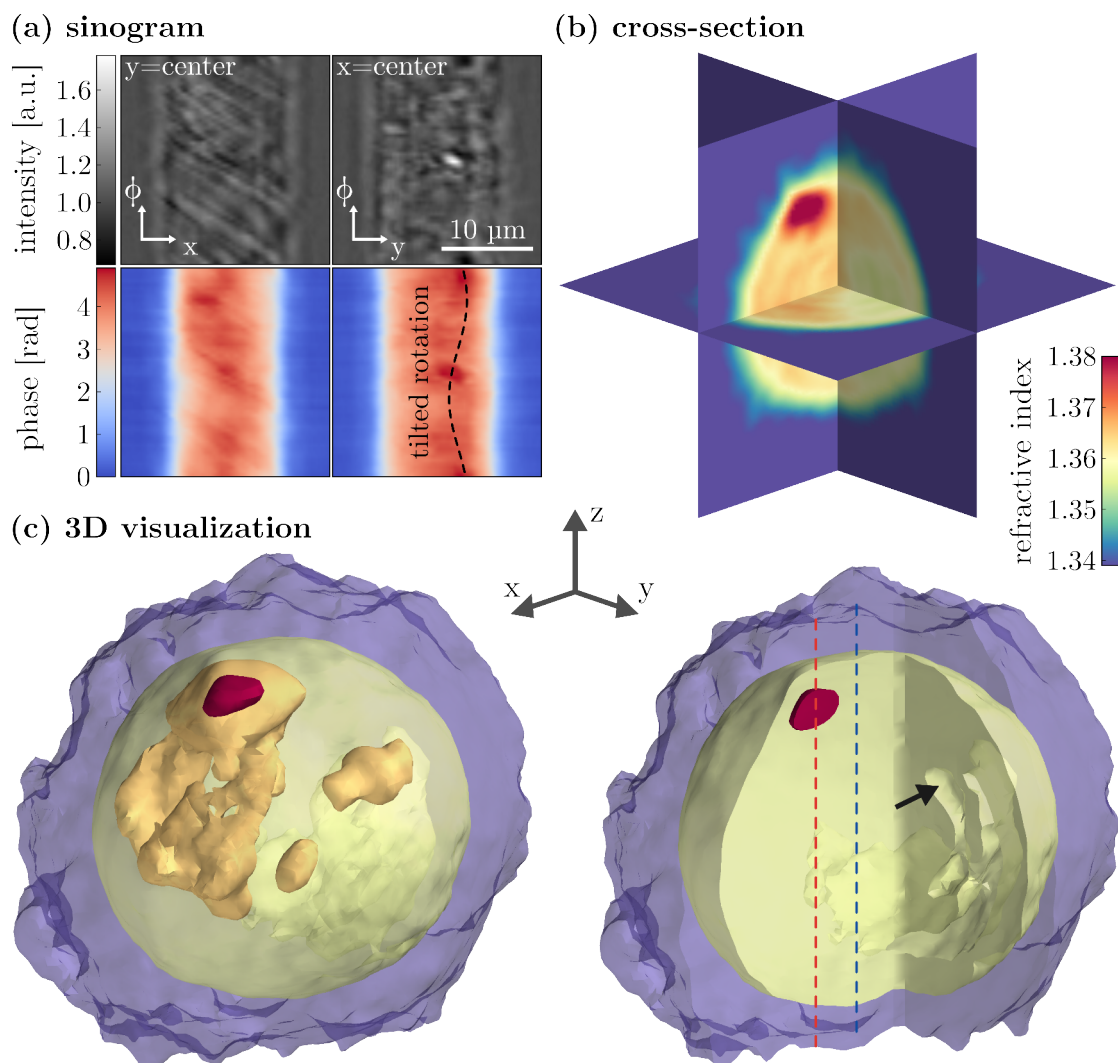 (a) sinogram
intensity [a.u.]
1.6
1.4
1.2
1.0
0.8
y=center
ϕ
x
x=center
ϕ
y
10 µm
phase [rad]
4
3
2
1
0
tilted rotation
(b) cross-section
refractive index
1.38
1.37
1.36
1.35
1.34
(c) 3D visualization
z
x
y